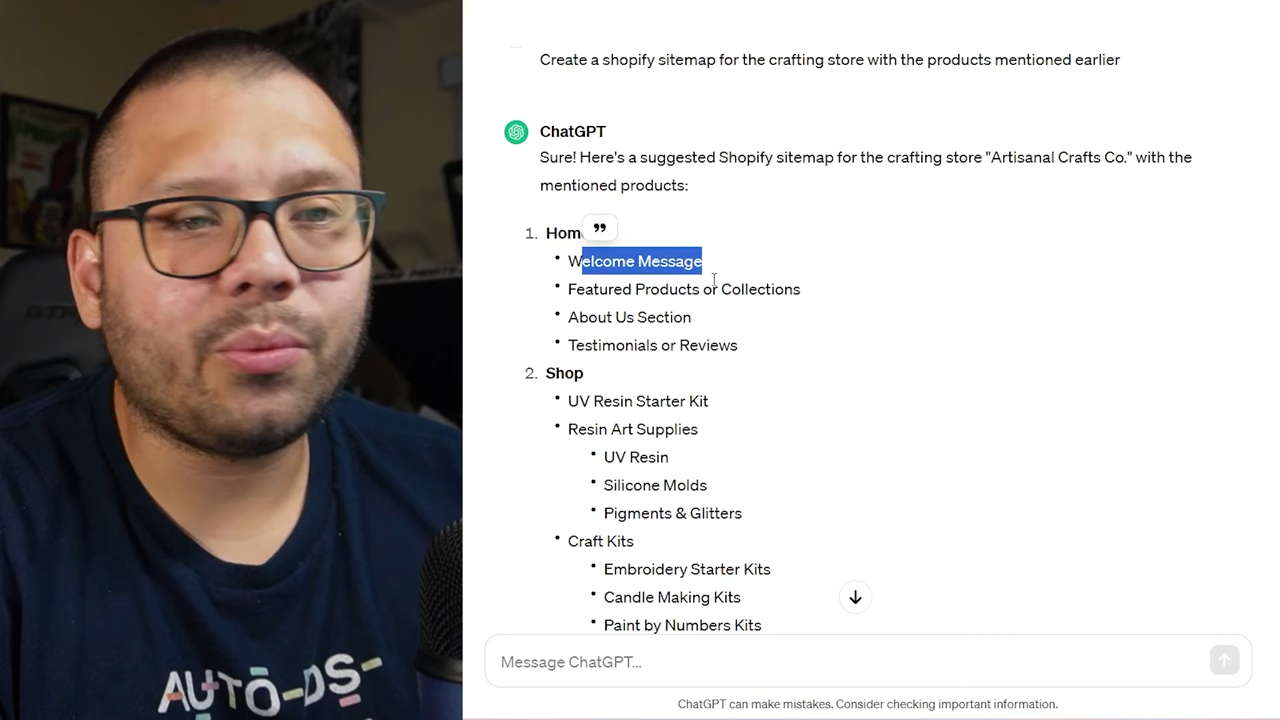 Create a shopify sitemap for the crafting store with the products mentioned earlier
ChatGPT
Sure! Here's a suggested Shopify sitemap for the crafting store "Artisanal Crafts Co." with the
mentioned products:
1. Hom
• Welcome Message
• Featured Products or Collections
• About Us Section
• Testimonials or Reviews
2. Shop
• UV Resin Starter Kit
• Resin Art Supplies
• UV Resin
• Silicone Molds
• Pigments & Glitters
• Craft Kits
• Embroidery Starter Kits
• Candle Making Kits
• Paint by Numbers Kits
Message ChatGPT...
ChatGPT can make mistakes. Consider checking important information.
AUTO-DS-